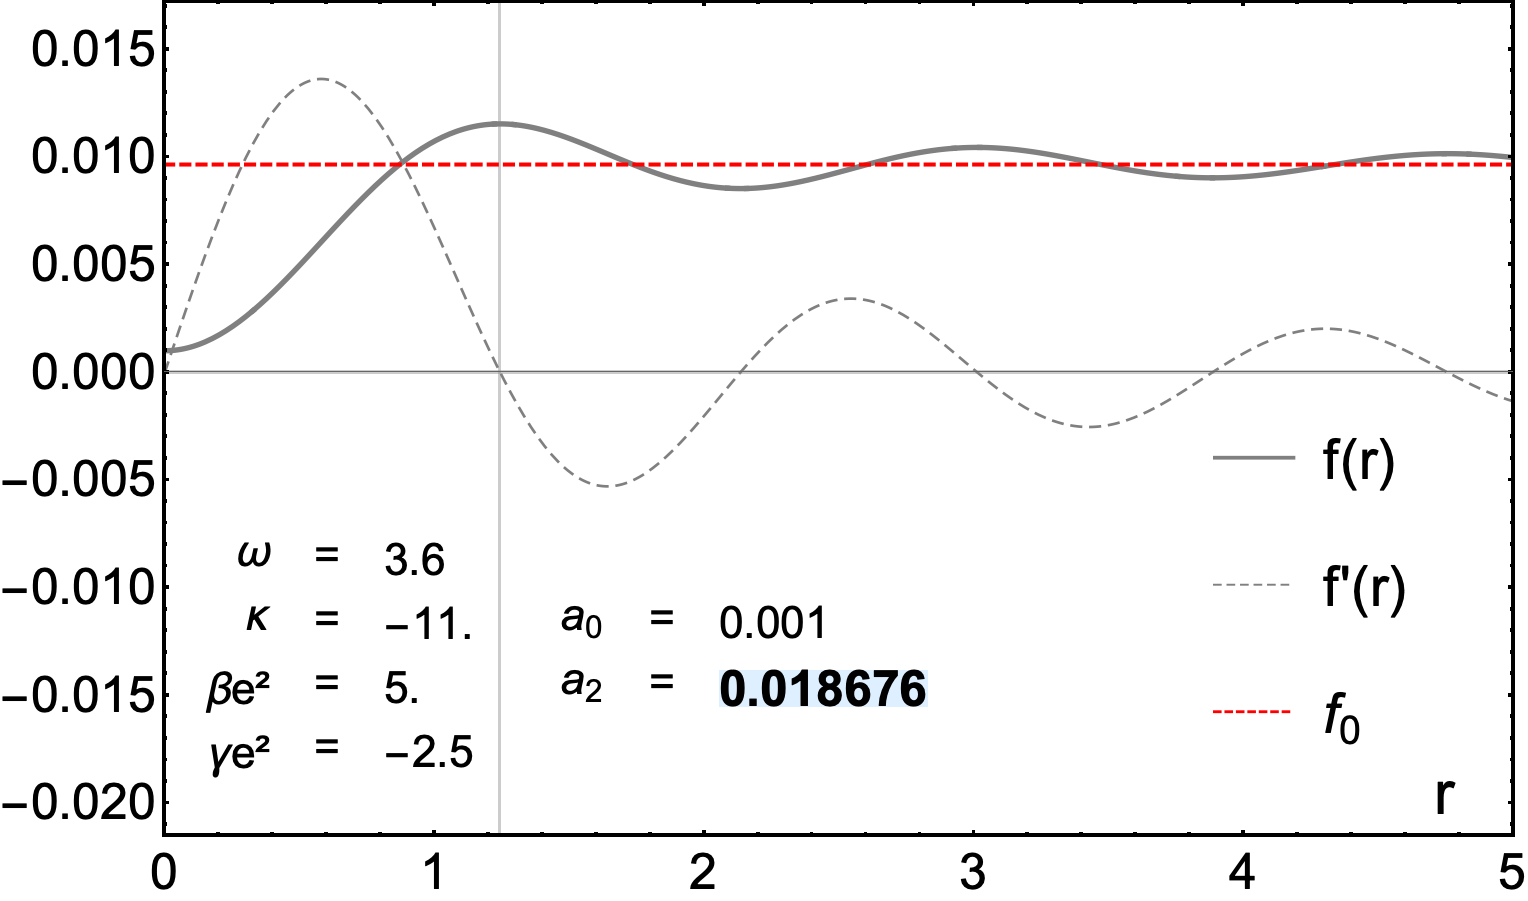 0.015
0.010
0.005
0.000
−0.005
−0.010
−0.015
−0.020
ω = 3.6
κ = −11.
βe² = 5.
γe² = −2.5
a₀ = 0.001
a₂ = 0.018676
f(r)
f'(r)
f₀
r
0 1 2 3 4 5